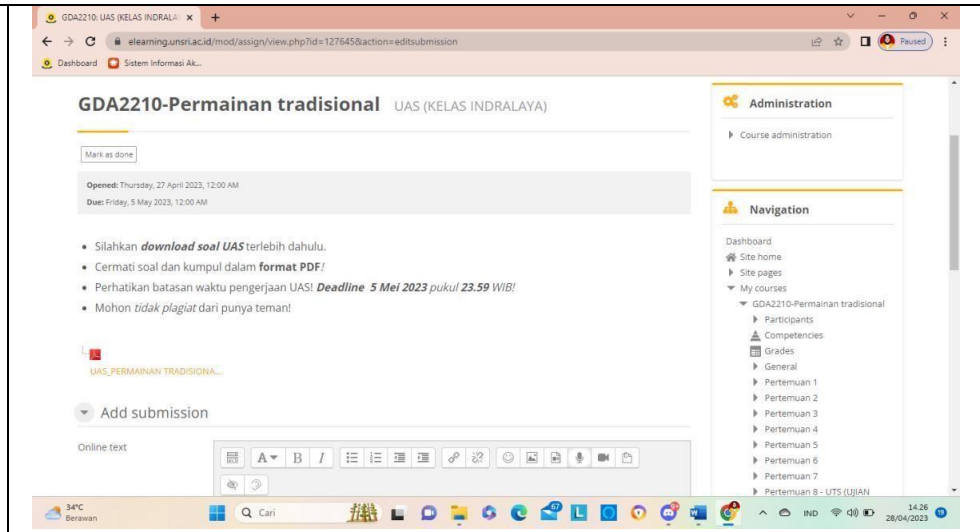 GDA2210: UAS (KELAS INDRALA
elearning.unsri.ac.id/mod/assign/view.php?id=127645&action=editsubmission
Paused
Dashboard
Sistem Informasi Ak...
GDA2210-Permainan tradisional UAS (KELAS INDRALAYA)
Mark as done
Opened: Thursday, 27 April 2023, 12:00 AM
Due: Friday, 5 May 2023, 12:00 AM
• Silahkan download soal UAS terlebih dahulu.
• Cermati soal dan kumpul dalam format PDF!
• Perhatikan batasan waktu pengerjaan UAS! Deadline 5 Mei 2023 pukul 23.59 WIB!
• Mohon tidak plagiat dari punya teman!
UAS_PERMAINAN TRADISIONA...
Add submission
Online text
A B I
Administration
Course administration
Navigation
Dashboard
Site home
Site pages
My courses
GDA2210-Permainan tradisional
Participants
Competencies
Grades
General
Pertemuan 1
Pertemuan 2
Pertemuan 3
Pertemuan 4
Pertemuan 5
Pertemuan 6
Pertemuan 7
Pertemuan 8 - UTS (UJIAN
34°C
Berawan
Cari
IND
14.26
28/04/2023